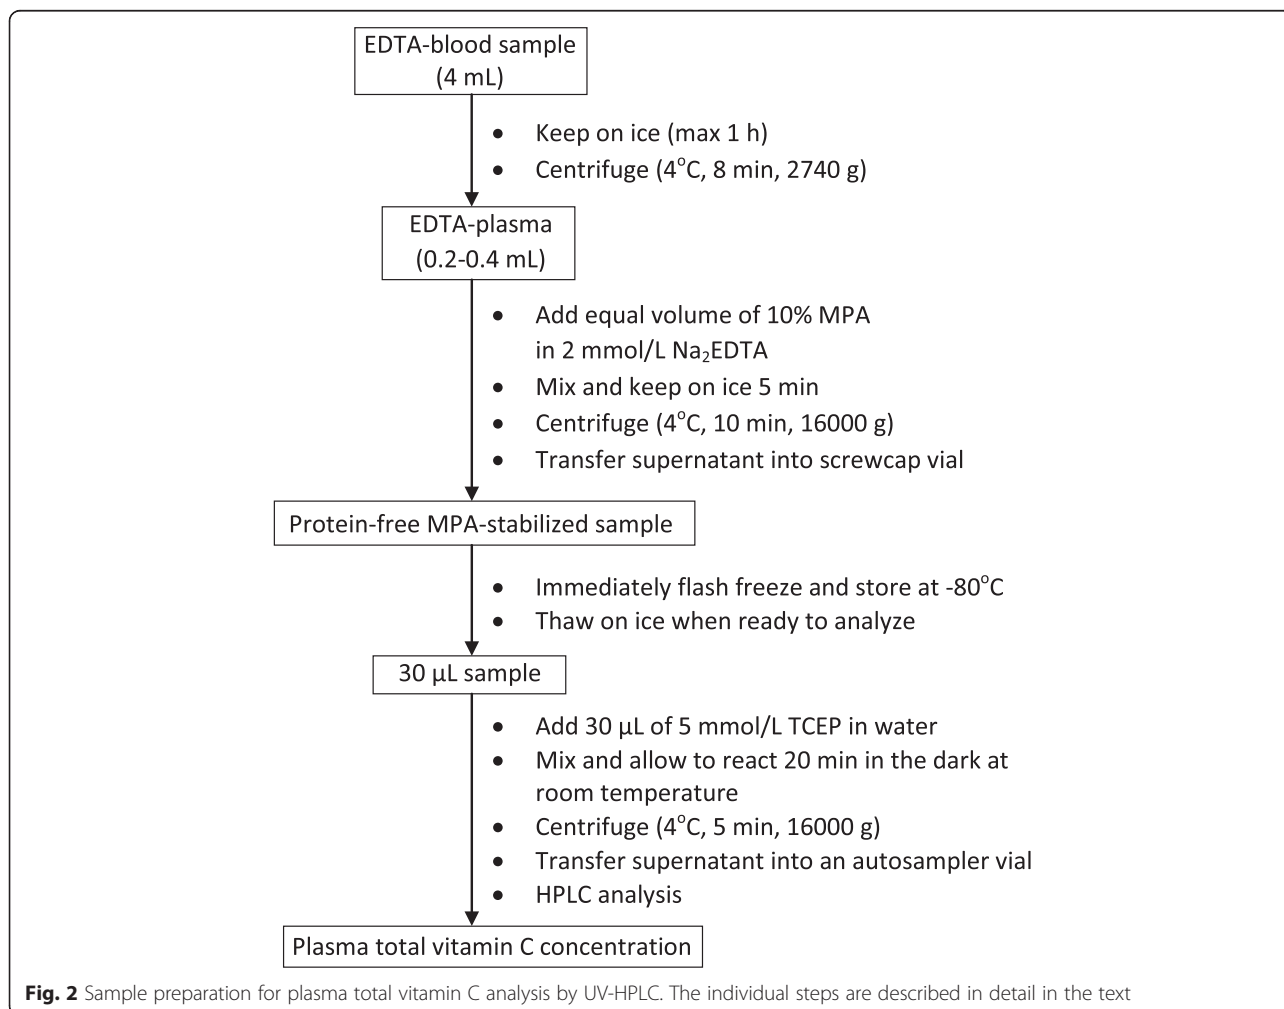 EDTA-blood sample
(4 mL)
• Keep on ice (max 1 h)
• Centrifuge (4°C, 8 min, 2740 g)
EDTA-plasma
(0.2-0.4 mL)
• Add equal volume of 10% MPA
in 2 mmol/L Na₂EDTA
• Mix and keep on ice 5 min
• Centrifuge (4°C, 10 min, 16000 g)
• Transfer supernatant into screwcap vial
Protein-free MPA-stabilized sample
• Immediately flash freeze and store at -80°C
• Thaw on ice when ready to analyze
30 µL sample
• Add 30 µL of 5 mmol/L TCEP in water
• Mix and allow to react 20 min in the dark at
room temperature
• Centrifuge (4°C, 5 min, 16000 g)
• Transfer supernatant into an autosampler vial
• HPLC analysis
Plasma total vitamin C concentration
Fig. 2 Sample preparation for plasma total vitamin C analysis by UV-HPLC. The individual steps are described in detail in the text